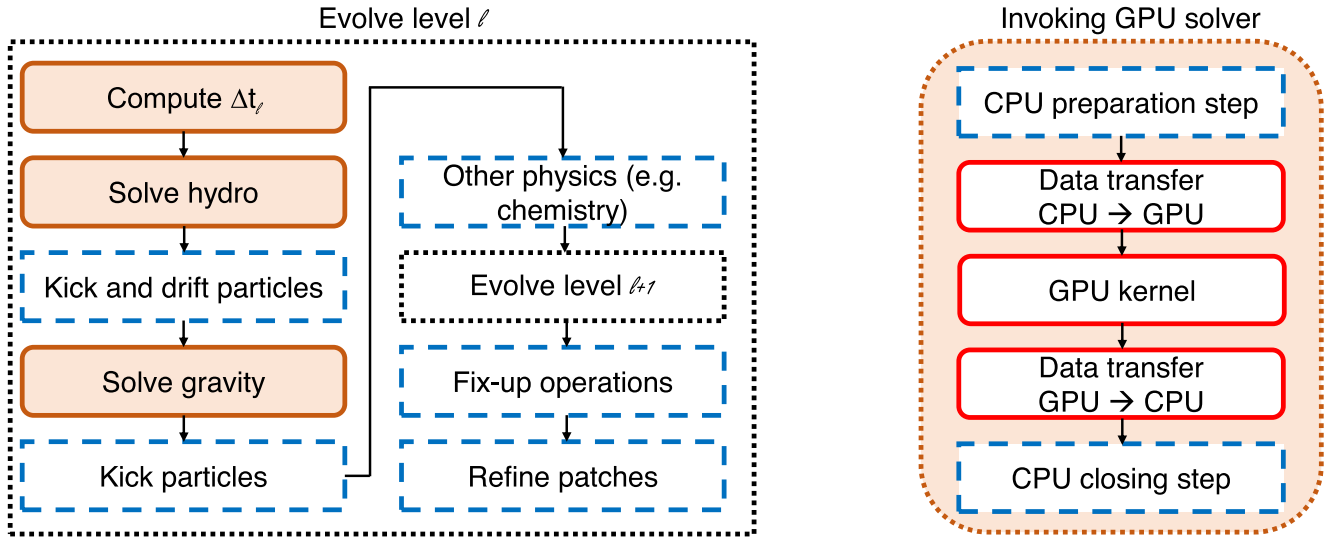 Evolve level ℓ
Compute Δtℓ
Solve hydro
Kick and drift particles
Solve gravity
Kick particles
Other physics (e.g.
chemistry)
Evolve level ℓ+1
Fix-up operations
Refine patches
Invoking GPU solver
CPU preparation step
Data transfer
CPU → GPU
GPU kernel
Data transfer
GPU → CPU
CPU closing step